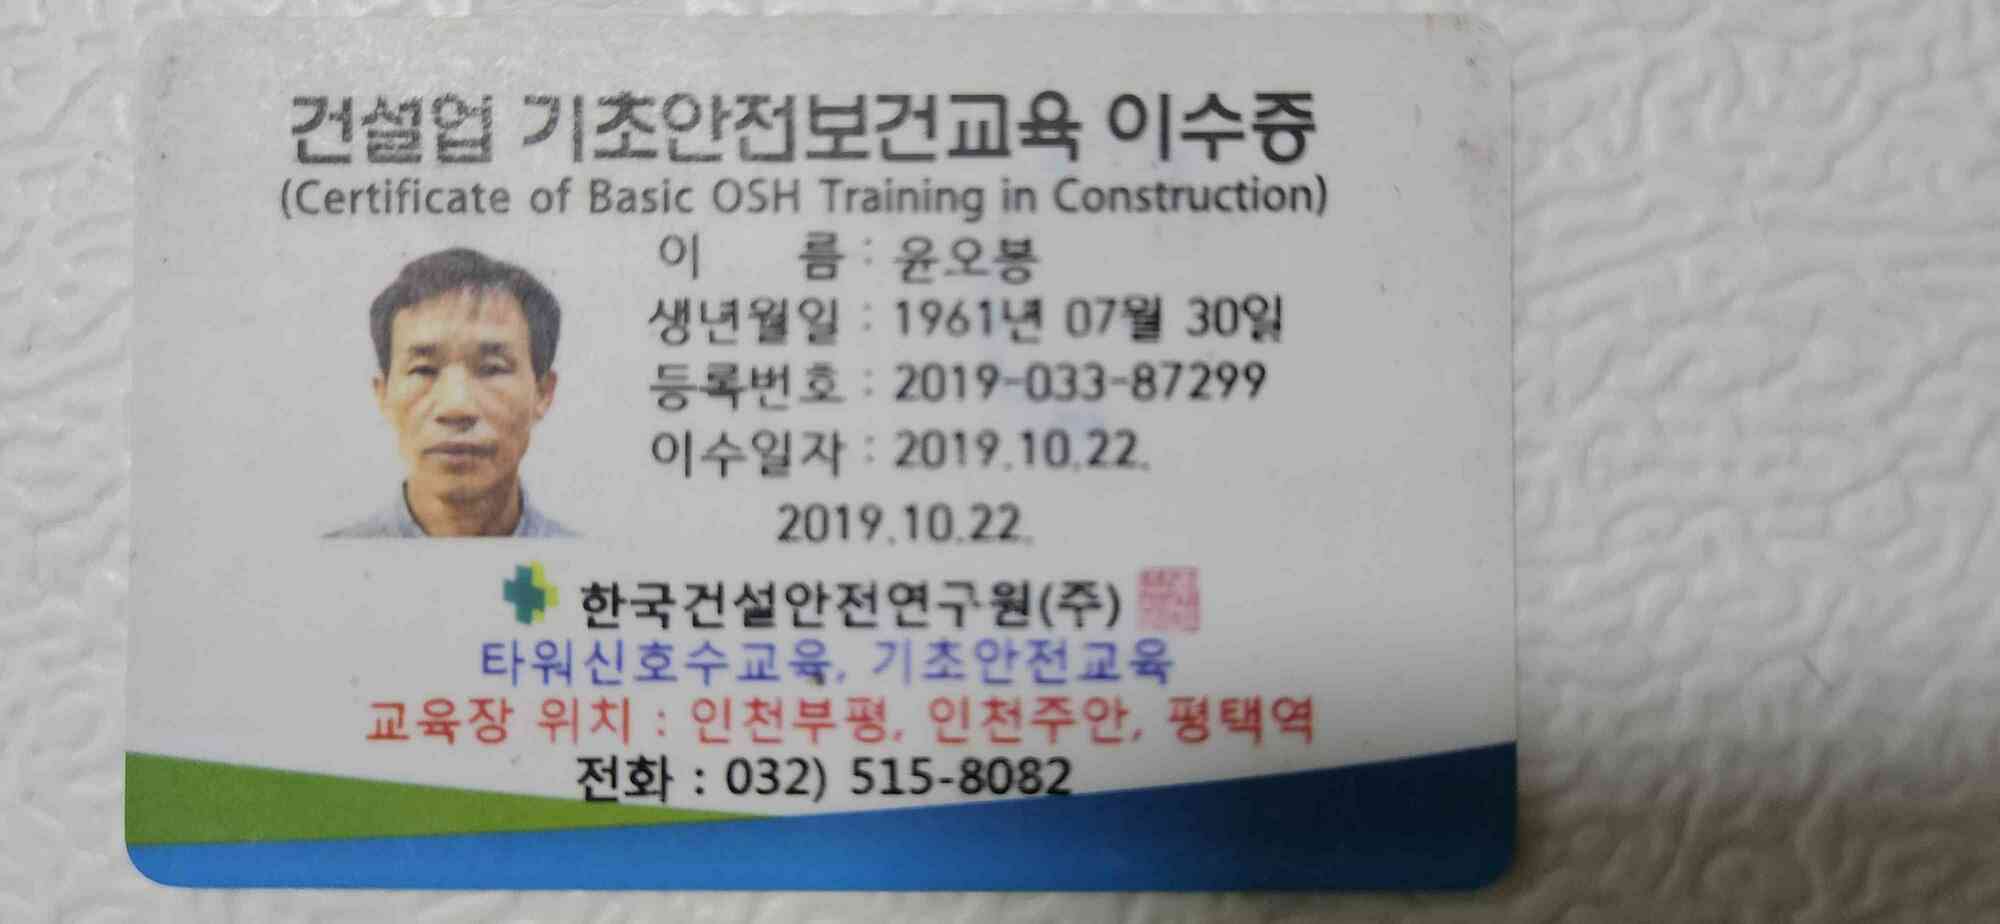 건설업 기초안전보건교육 이수증
(Certificate of Basic OSH Training in Construction)
이 름 : 윤오봉
생년월일 : 1961년 07월 30일
등록번호 : 2019-033-87299
이수일자 : 2019.10.22.
2019.10.22.
한국건설안전연구원(주)
타워신호수교육, 기초안전교육
교육장 위치 : 인천부평, 인천주안, 평택역
전화 : 032) 515-8082